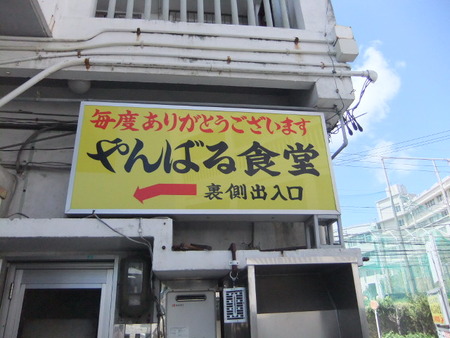 毎度ありがとうございます
やんばる食堂
裏側出入口